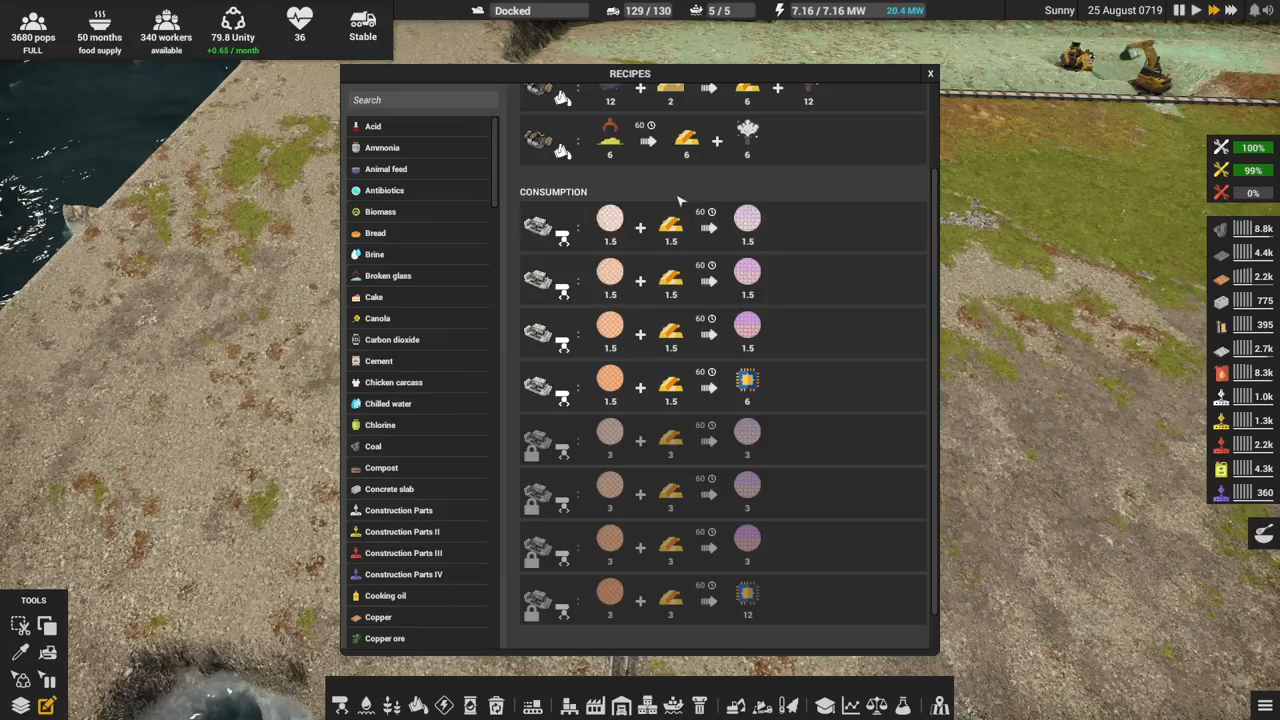 3680 pops
FULL
50 months
food supply
340 workers
available
79.8 Unity
+0.65 / month
36
Stable
Docked
129 / 130
5 / 5
7.16 / 7.16 MW
20.4 MW
Sunny
25 August 0719
RECIPES
X
Search
Acid
Ammonia
Animal feed
Antibiotics
Biomass
Bread
Brine
Broken glass
Cake
Canola
Carbon dioxide
Cement
Chicken carcass
Chilled water
Chlorine
Coal
Compost
Concrete slab
Construction Parts
Construction Parts II
Construction Parts III
Construction Parts IV
Cooking oil
Copper
Copper ore
12 + 2 6 + 12
60
6 6 + 6
CONSUMPTION
60
1.5 + 1.5 1.5
60
1.5 + 1.5 1.5
60
1.5 + 1.5 1.5
60
1.5 + 1.5 6
60
3 + 3 3
60
3 + 3 3
60
3 + 3 3
60
3 + 3 12
100%
99%
0%
8.8k
4.4k
2.2k
775
395
2.7k
8.3k
1.0k
1.3k
2.2k
4.3k
360
TOOLS